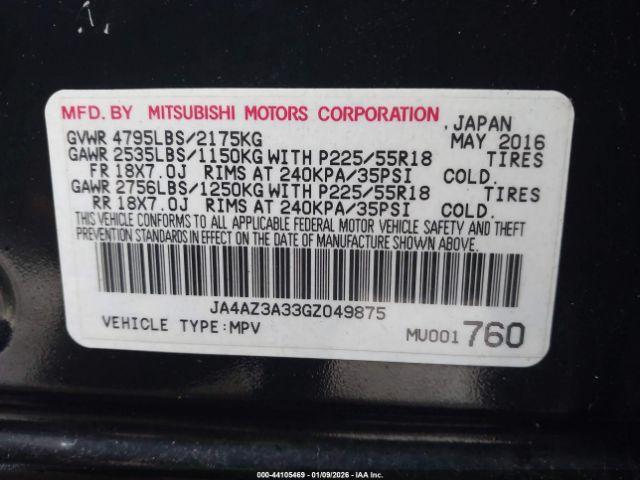 MFD. BY MITSUBISHI MOTORS CORPORATION, JAPAN
GVWR 4795LBS/2175KG MAY 2016
GAWR 2535LBS/1150KG WITH P225/55R18 TIRES
FR 18X7.0J RIMS AT 240KPA/35PSI COLD.
GAWR 2756LBS/1250KG WITH P225/55R18 TIRES
RR 18X7.0J RIMS AT 240KPA/35PSI COLD.
THIS VEHICLE CONFORMS TO ALL APPLICABLE FEDERAL MOTOR VEHICLE SAFETY AND THEFT
PREVENTION STANDARDS IN EFFECT ON THE DATE OF MANUFACTURE SHOWN ABOVE.
JA4AZ3A33GZ049875
VEHICLE TYPE:MPV MU001 760
000-44105469 | 01/09/2026 - IAA Inc.